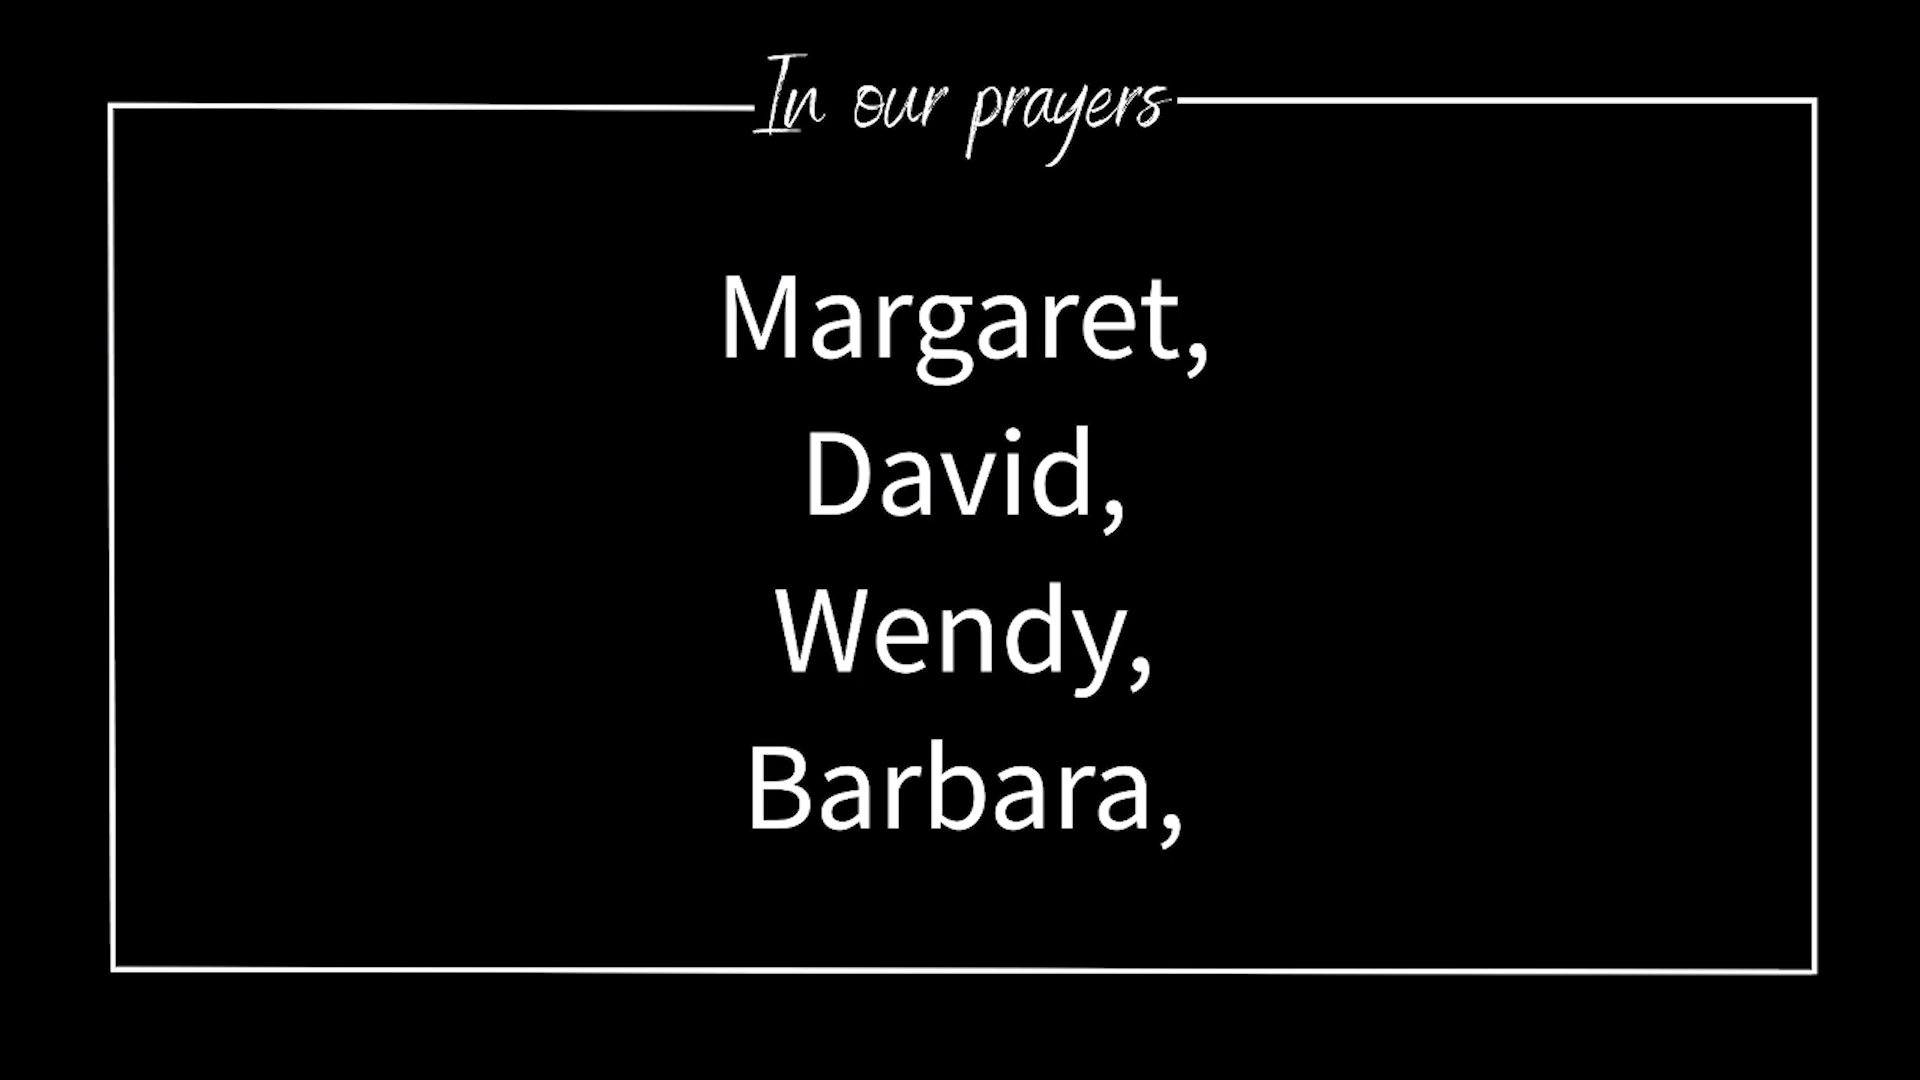 In our prayers
Margaret,
David,
Wendy,
Barbara,